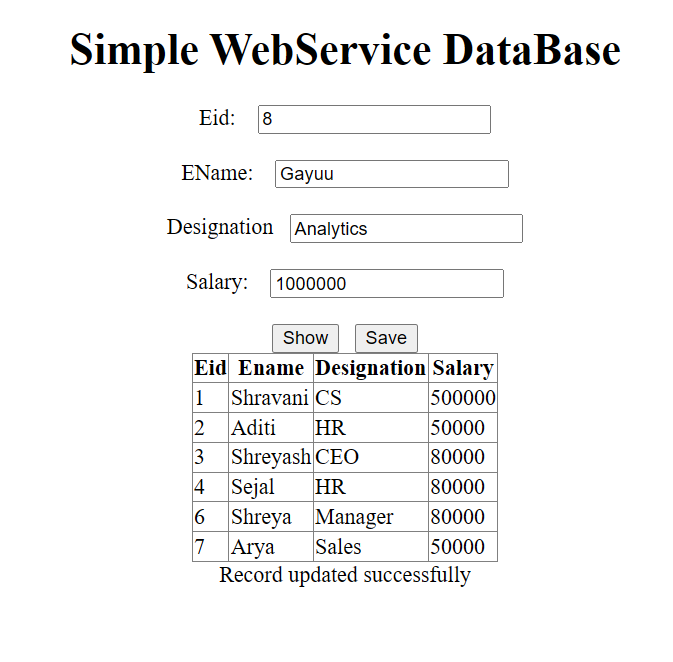 Simple WebService DataBase
Eid: 8
EName: Gayuu
Designation Analytics
Salary: 1000000
Show Save
Eid Ename Designation Salary
1 Shravani CS 500000
2 Aditi HR 50000
3 Shreyash CEO 80000
4 Sejal HR 80000
6 Shreya Manager 80000
7 Arya Sales 50000
Record updated successfully